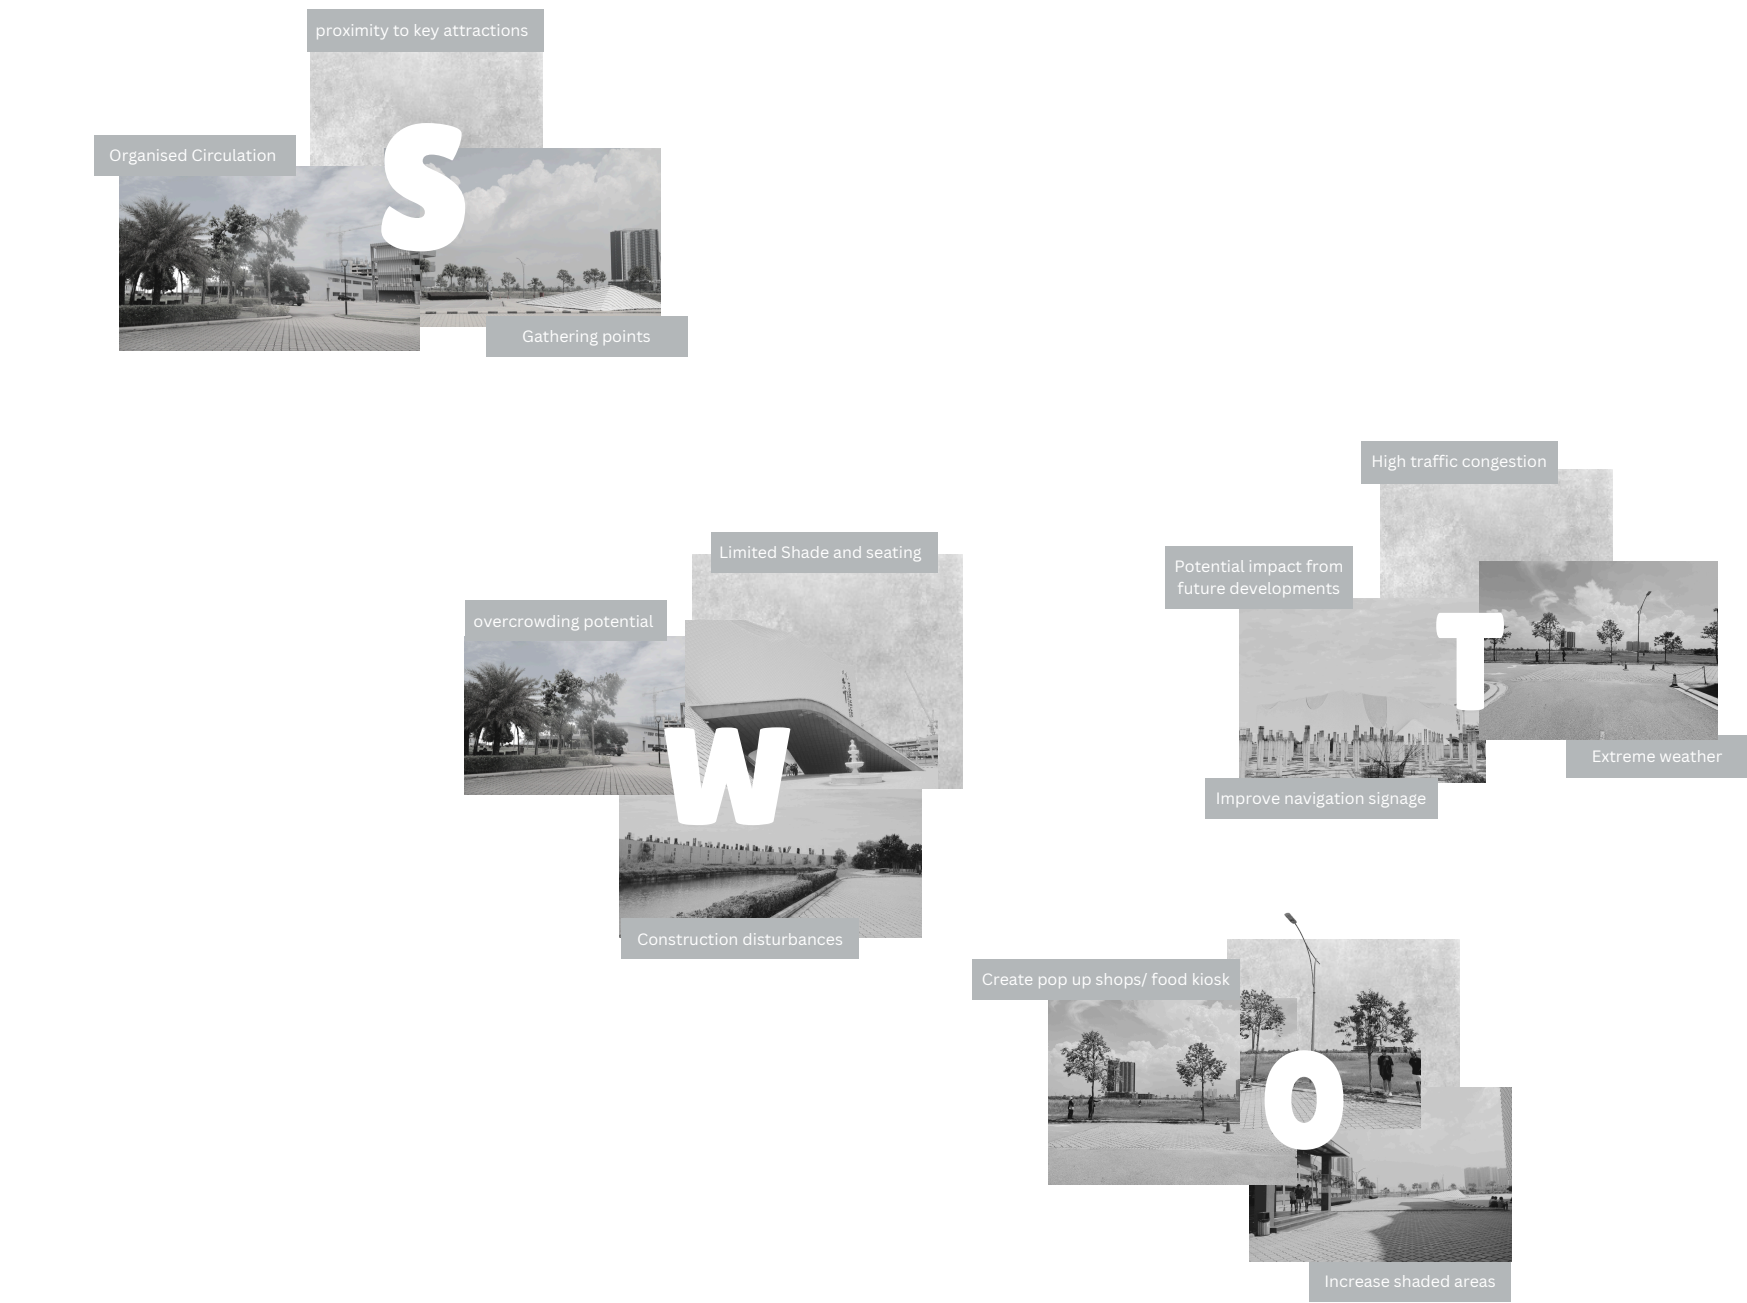 proximity to key attractions
Organised Circulation
S
Gathering points
High traffic congestion
Potential impact from
future developments
T
Extreme weather
Improve navigation signage
Limited Shade and seating
overcrowding potential
W
Construction disturbances
Create pop up shops/ food kiosk
O
Increase shaded areas